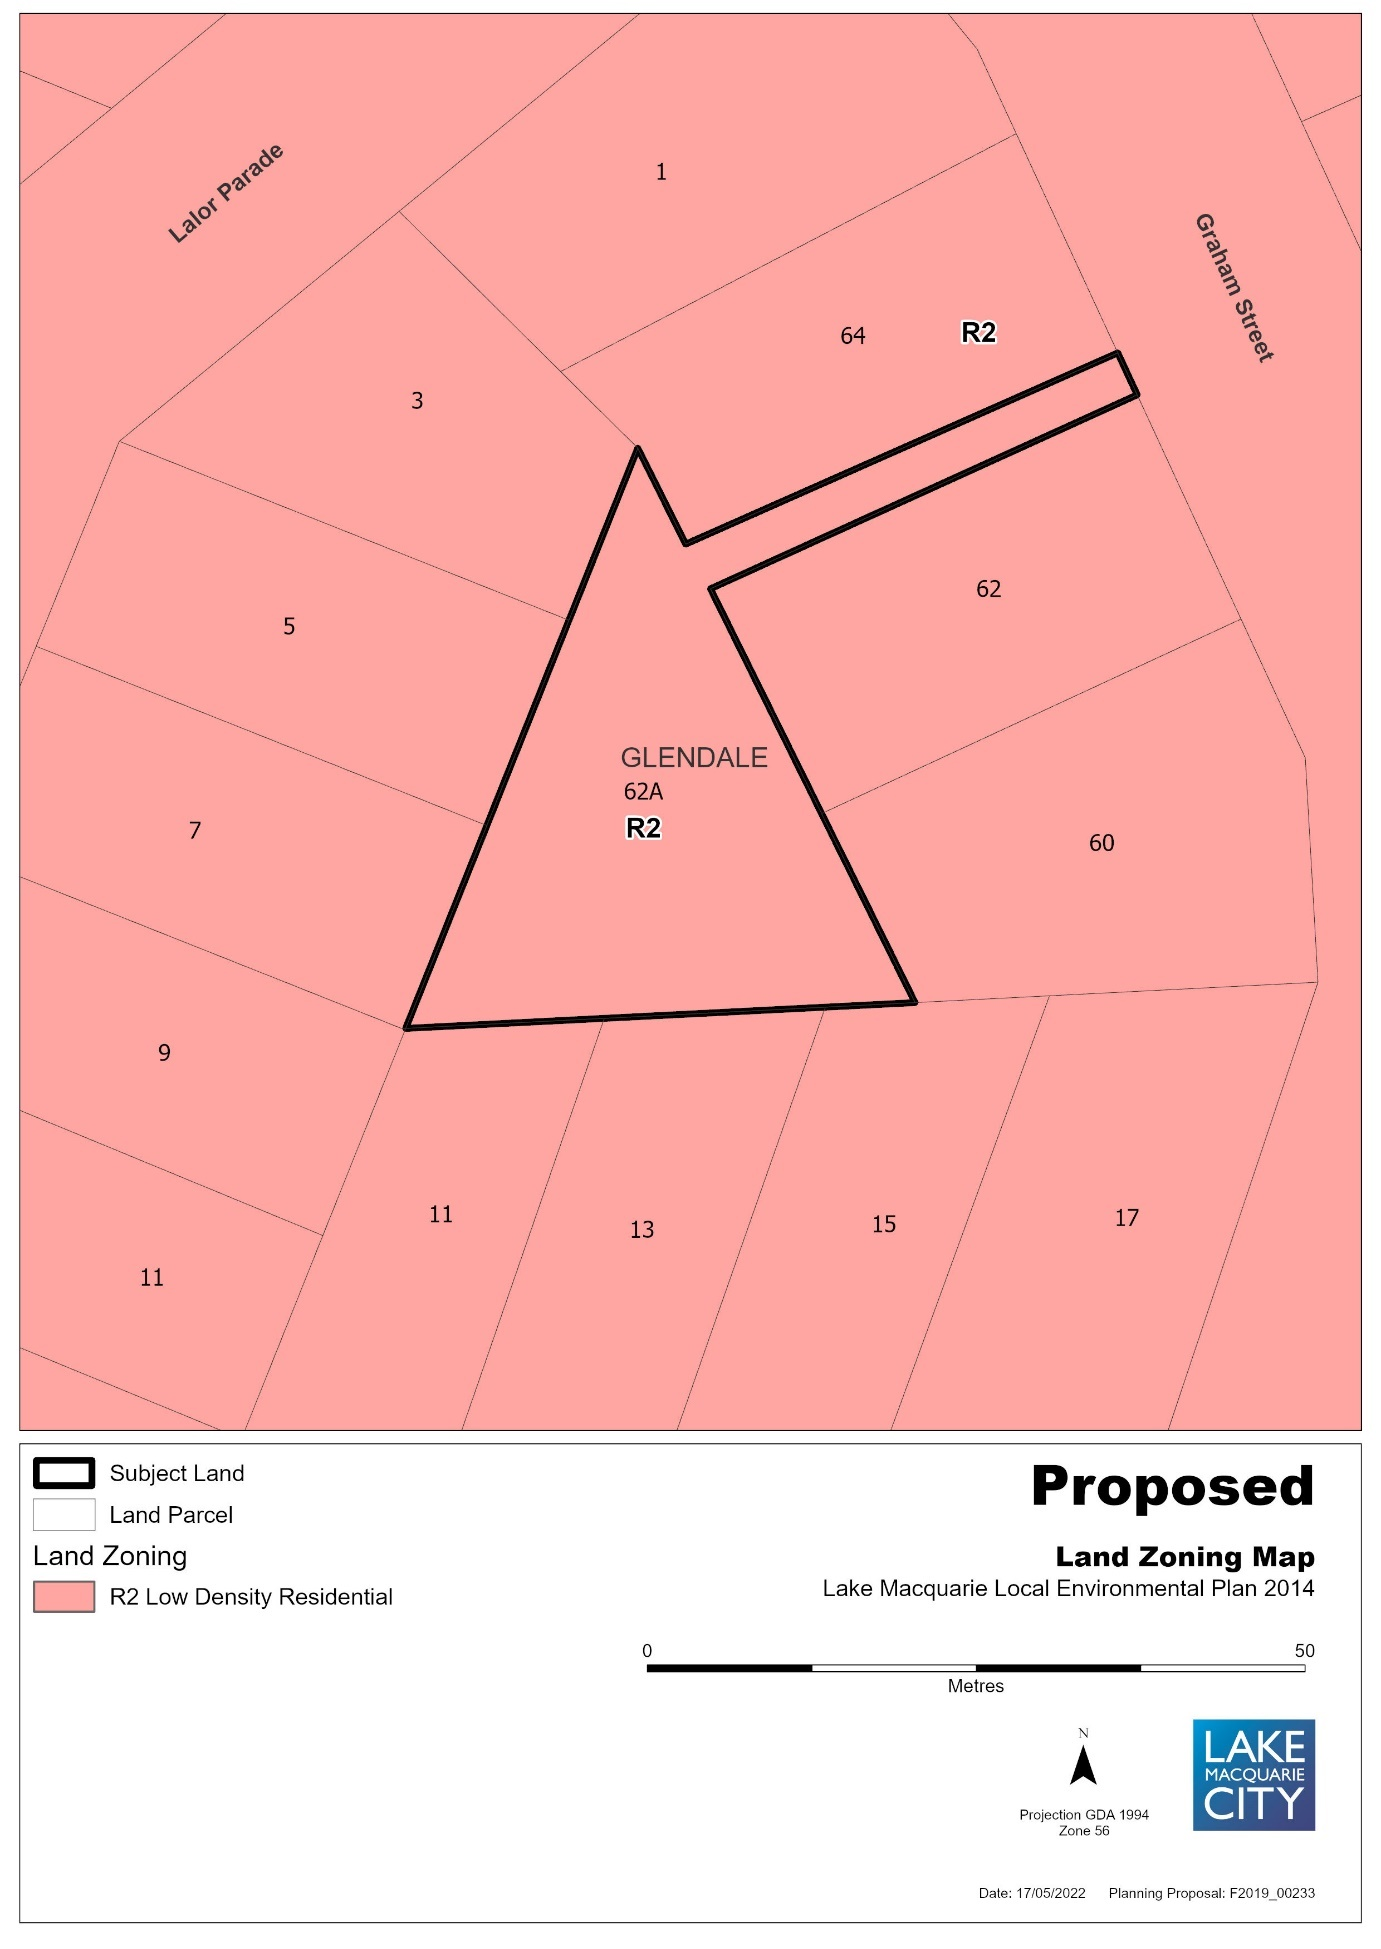 1
Lalor Parade
Graham Street
64
R2
3
62
5
GLENDALE
62A
R2
7
60
9
11
13
15
17
11
Subject Land
Land Parcel
Land Zoning
R2 Low Density Residential
Proposed
Land Zoning Map
Lake Macquarie Local Environmental Plan 2014
0
50
Metres
N
Projection GDA 1994
Zone 56
LAKE
MACQUARIE
CITY
Date: 17/05/2022 Planning Proposal: F2019_00233